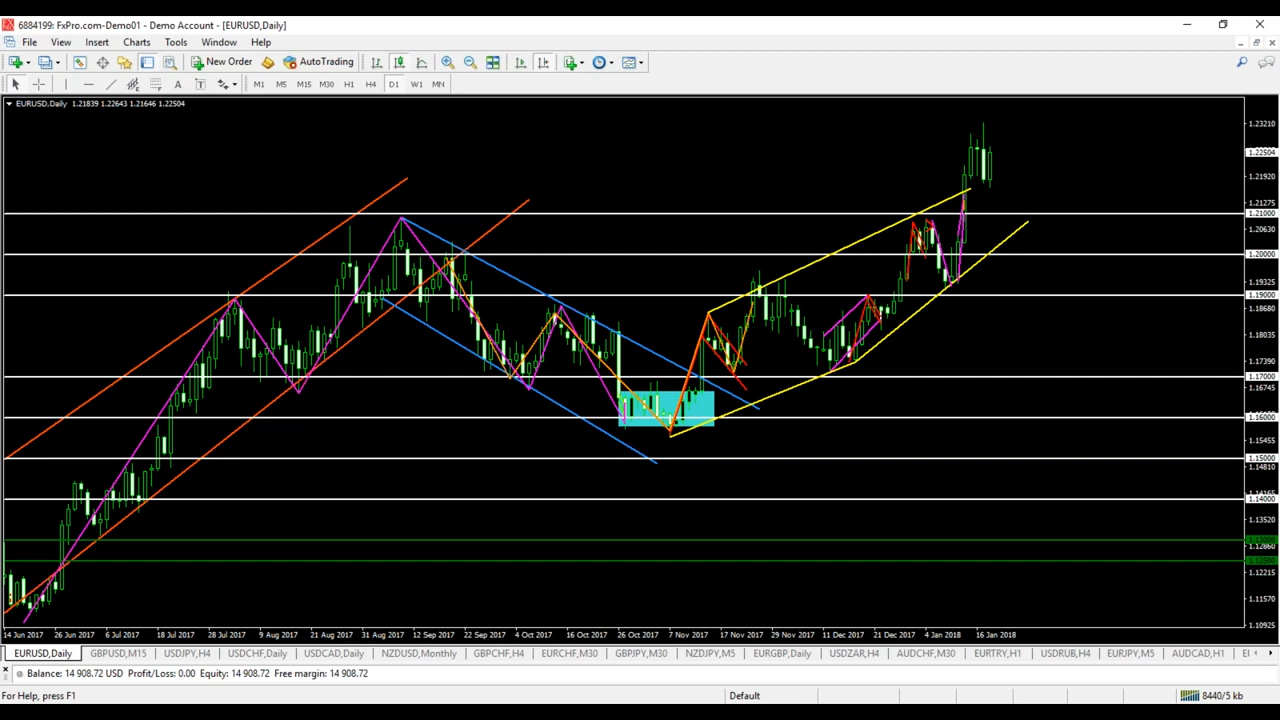 6884199: FxPro.com-Demo01 - Demo Account - [EURUSD,Daily]
File View Insert Charts Tools Window Help
New Order AutoTrading
A T M1 M5 M15 M30 H1 H4 D1 W1 MN
EURUSD,Daily 1.21839 1.22643 1.21646 1.22504
1.23210
1.22504
1.21920
1.21275
1.21000
1.20630
1.20000
1.19325
1.19000
1.18680
1.18035
1.17390
1.17000
1.16745
1.16000
1.15455
1.15000
1.14810
1.14000
1.13520
1.12860
1.12215
1.11570
1.10925
14 Jun 2017 26 Jun 2017 6 Jul 2017 18 Jul 2017 28 Jul 2017 9 Aug 2017 21 Aug 2017 31 Aug 2017 12 Sep 2017 22 Sep 2017 4 Oct 2017 16 Oct 2017 26 Oct 2017 7 Nov 2017 17 Nov 2017 29 Nov 2017 11 Dec 2017 21 Dec 2017 4 Jan 2018 16 Jan 2018
EURUSD,Daily GBPUSD,M15 USDJPY,H4 USDCHF,Daily USDCAD,Daily NZDUSD,Monthly GBPCHF,H4 EURCHF,M30 GBPJPY,M30 NZDJPY,M5 EURGBP,Daily USDZAR,H4 AUDCHF,M30 EURTRY,H1 USDRUB,H4 EURJPY,M5 AUDCAD,H1
Balance: 14 908.72 USD Profit/Loss: 0.00 Equity: 14 908.72 Free margin: 14 908.72
For Help, press F1 Default 8440/5 kb